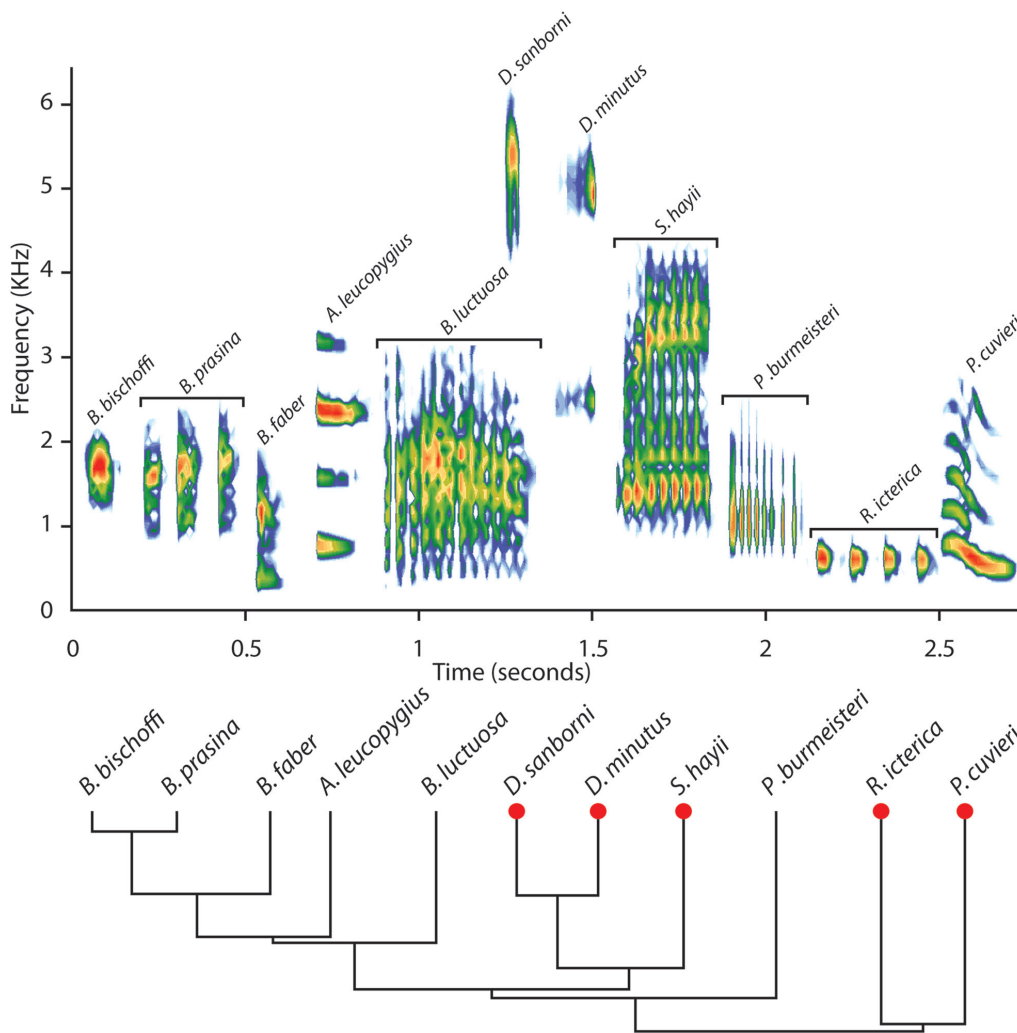 D. sanborni
D. minutus
S. hayii
A. leucopygius
B. luctuosa
P .burmeisteri
P. cuvieri
B. bischoffi
B. prasina
B. faber
R. icterica
Frequency (KHz)
6
5
4
3
2
1
0
0 0.5 1 1.5 2 2.5
Time (seconds)
B. bischoffi B. prasina B. faber A. leucopygius B. luctuosa D. sanborni D. minutus S. hayii P .burmeisteri R. icterica P. cuvieri